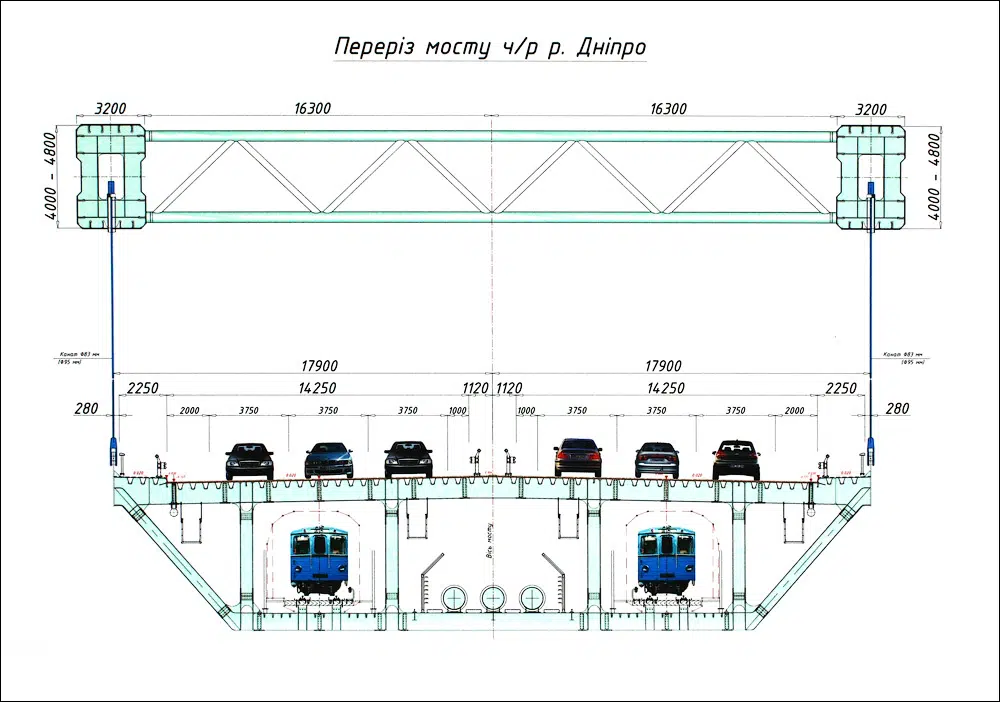 Переріз мосту ч/р р. Дніпро
3200 16300 16300 3200
4000 - 4800 4000 - 4800
Канат Ф83 мм Канат Ф83 мм
(Ф95 мм) (Ф95 мм)
17900 17900
2250 14250 1120 1120 14250 2250
280 2000 3750 3750 3750 1000 1000 3750 3750 3750 2000 280
Вісь мосту